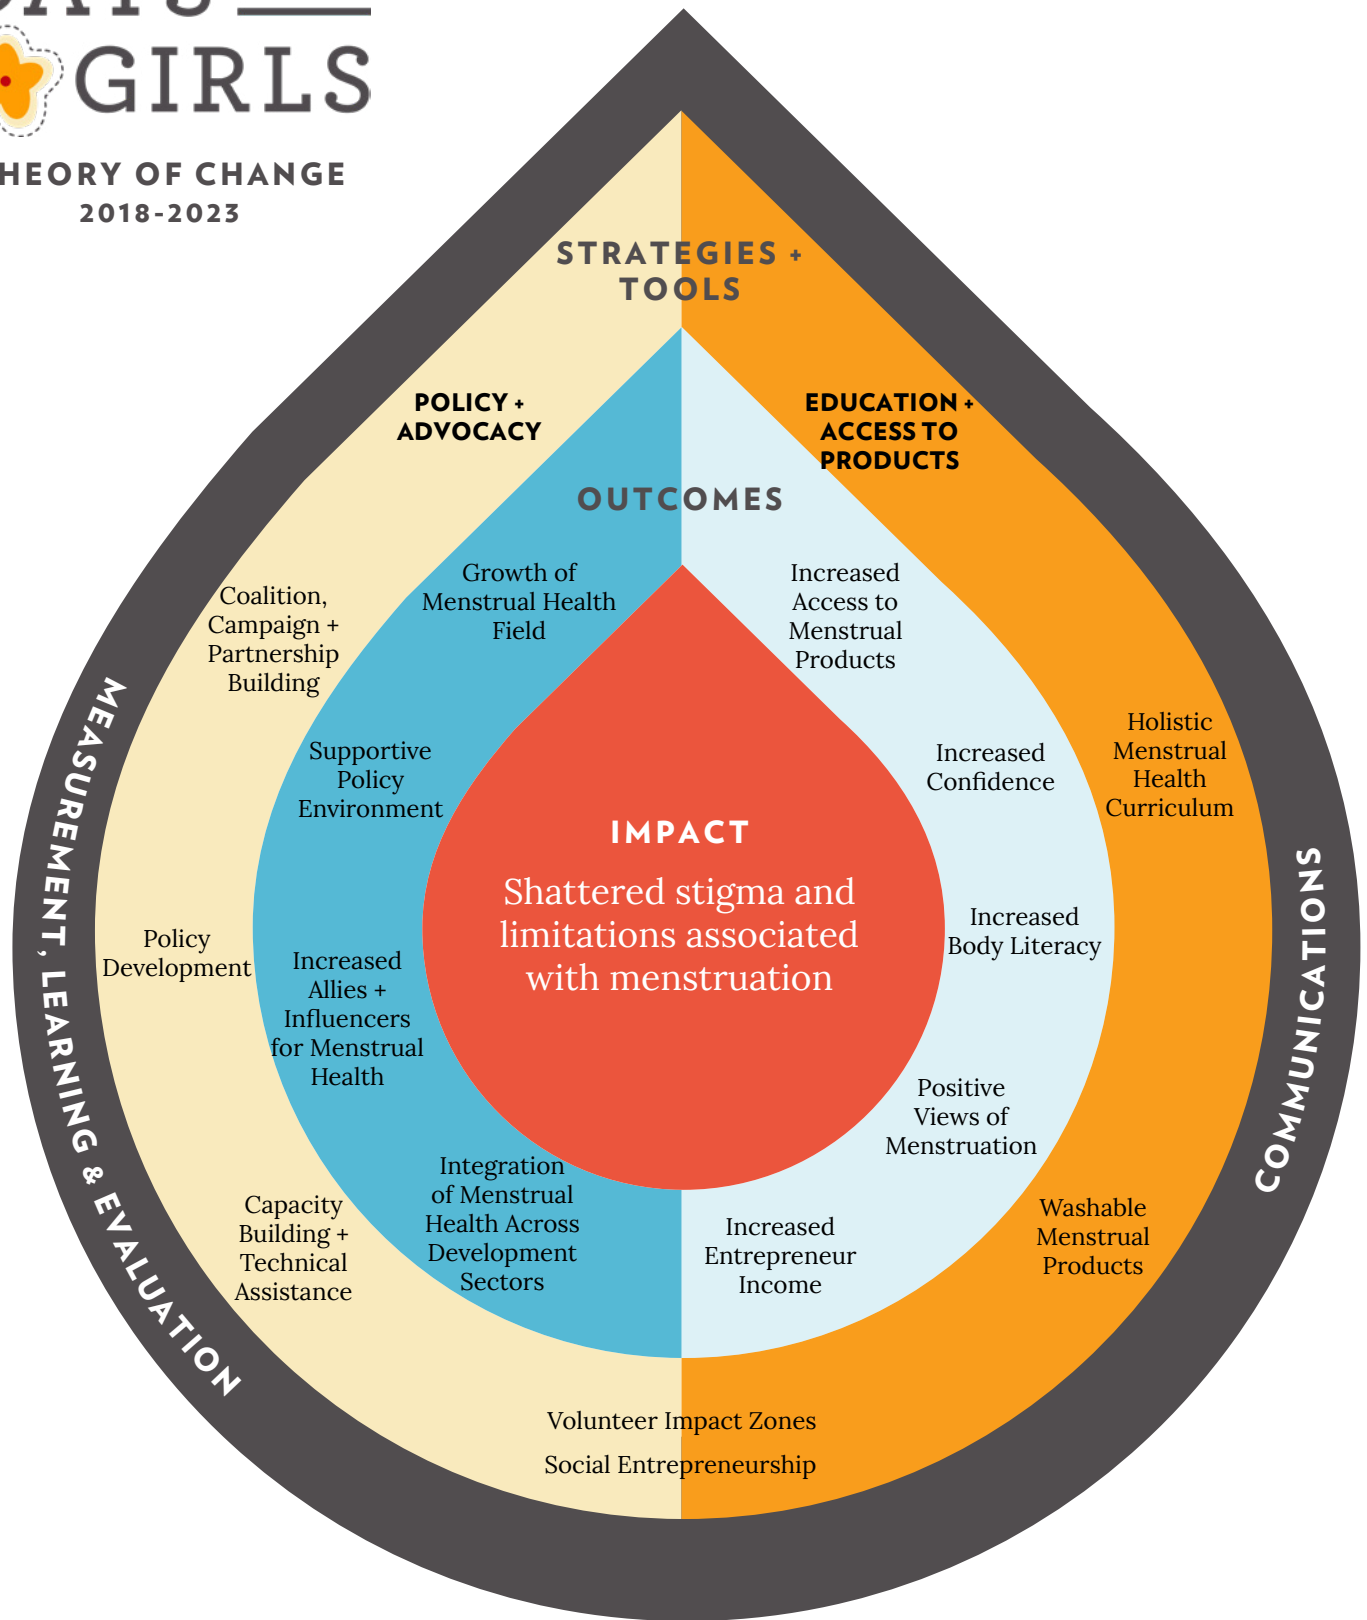 GIRLS
HEORY OF CHANGE
2018-2023
STRATEGIES +
TOOLS
POLICY +
ADVOCACY
EDUCATION +
ACCESS TO
PRODUCTS
OUTCOMES
Coalition,
Campaign +
Partnership
Building
Policy
Development
Capacity
Building +
Technical
Assistance
Growth of
Menstrual Health
Field
Supportive
Policy
Environment
Increased
Allies +
Influencers
for Menstrual
Health
Integration
of Menstrual
Health Across
Development
Sectors
IMPACT
Shattered stigma and
limitations associated
with menstruation
Increased
Access to
Menstrual
Products
Increased
Confidence
Increased
Body Literacy
Positive
Views of
Menstruation
Increased
Entrepreneur
Income
Holistic
Menstrual
Health
Curriculum
Washable
Menstrual
Products
Volunteer Impact Zones
Social Entrepreneurship
MEASUREMENT, LEARNING & EVALUATION
COMMUNICATIONS